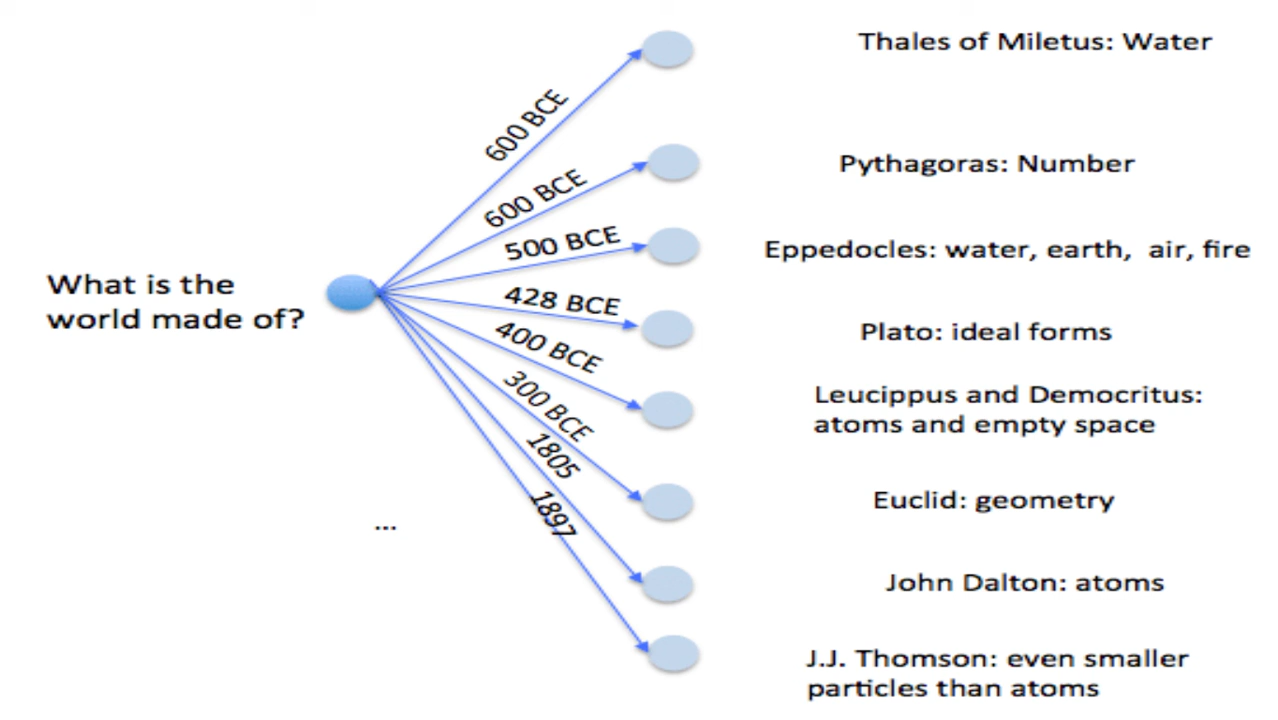 Thales of Miletus: Water
600 BCE
Pythagoras: Number
600 BCE
500 BCE
Eppedocles: water, earth, air, fire
What is the
world made of?
428 BCE
Plato: ideal forms
400 BCE
Leucippus and Democritus:
atoms and empty space
300 BCE
Euclid: geometry
1805
1897
...
John Dalton: atoms
J.J. Thomson: even smaller
particles than atoms